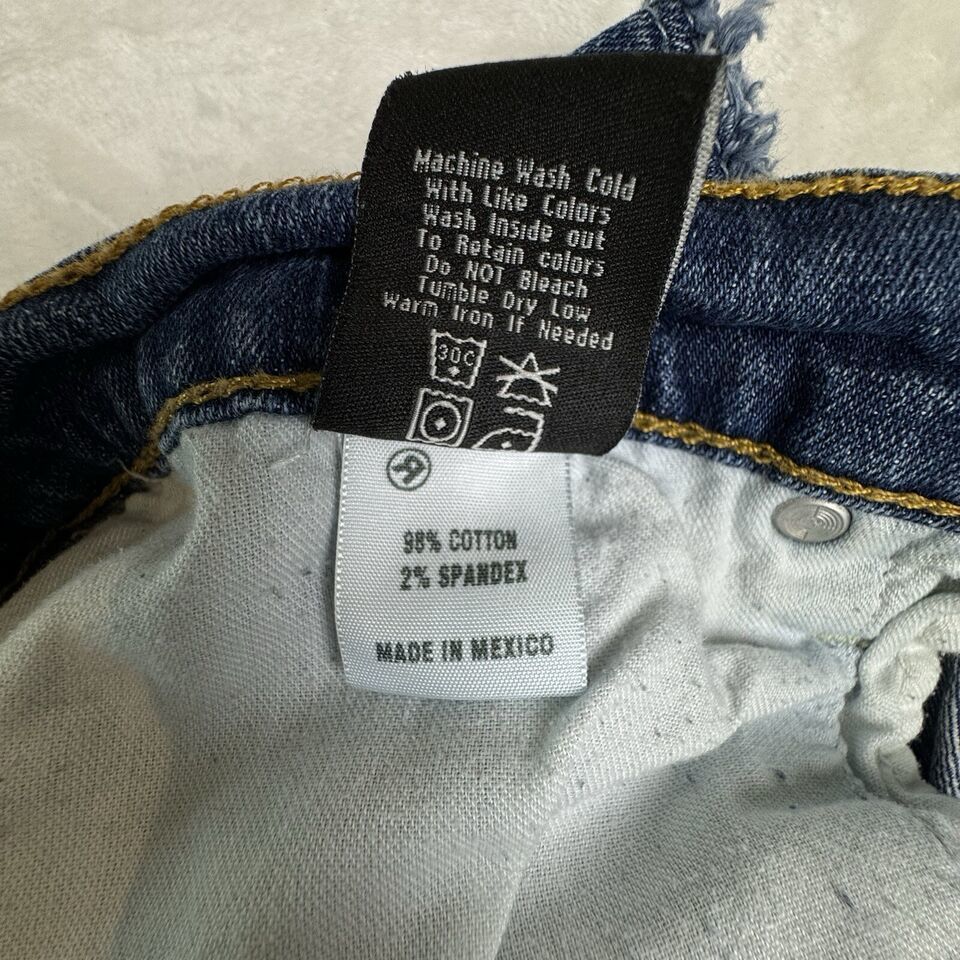 Machine Wash Cold
With Like Colors
Wash Inside out
To Retain colors
Do NOT Bleach
Tumble Dry Low
Warm Iron If Needed
30C
98% COTTON
2% SPANDEX
MADE IN MEXICO